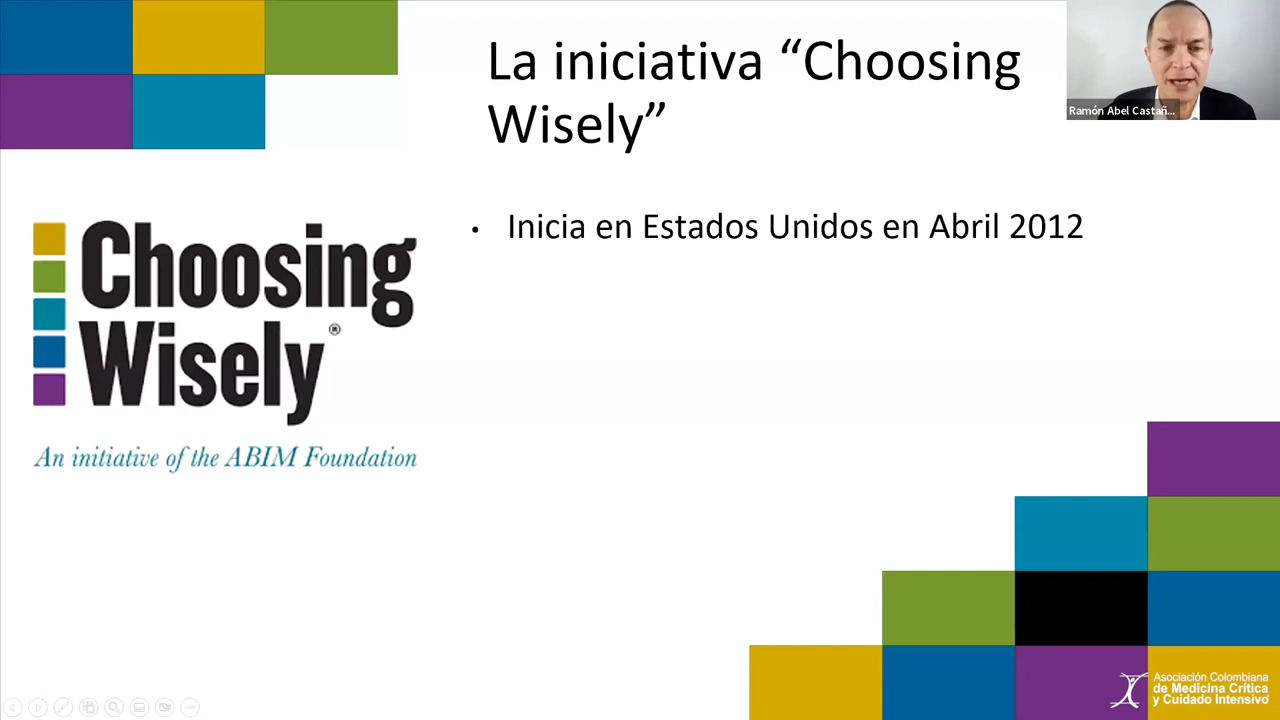 La iniciativa “Choosing
Wisely”
Ramón Abel Castañ...
• Inicia en Estados Unidos en Abril 2012
Choosing
Wisely®
An initiative of the ABIM Foundation
Asociación Colombiana
de Medicina Crítica
y Cuidado Intensivo